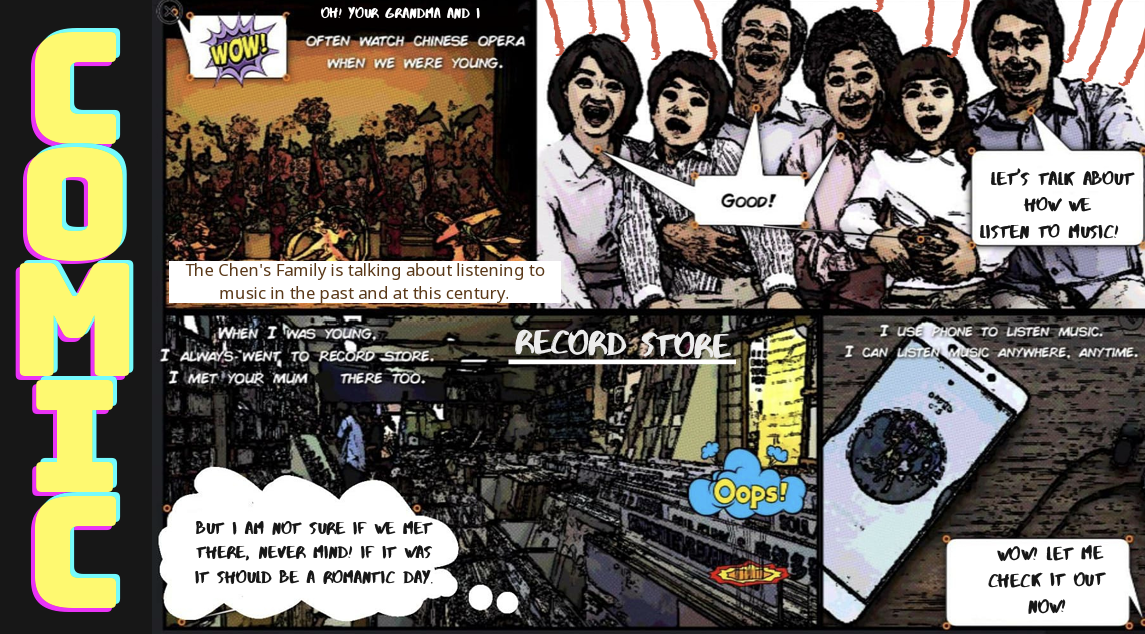 COMIC
WOW!
OH! YOUR GRANDMA AND I
OFTEN WATCH CHINESE OPERA
WHEN WE WERE YOUNG.
The Chen's Family is talking about listening to
music in the past and at this century.
GOOD!
LET'S TALK ABOUT
HOW WE
LISTEN TO MUSIC!
WHEN I WAS YOUNG,
I ALWAYS WENT TO RECORD STORE.
I MET YOUR MUM THERE TOO.
RECORD STORE
OOPS!
SOUL
BUT I AM NOT SURE IF WE MET
THERE, NEVER MIND! IF IT WAS
IT SHOULD BE A ROMANTIC DAY.
I USE PHONE TO LISTEN MUSIC.
I CAN LISTEN MUSIC ANYWHERE, ANYTIME.
WOW! LET ME
CHECK IT OUT
NOW!